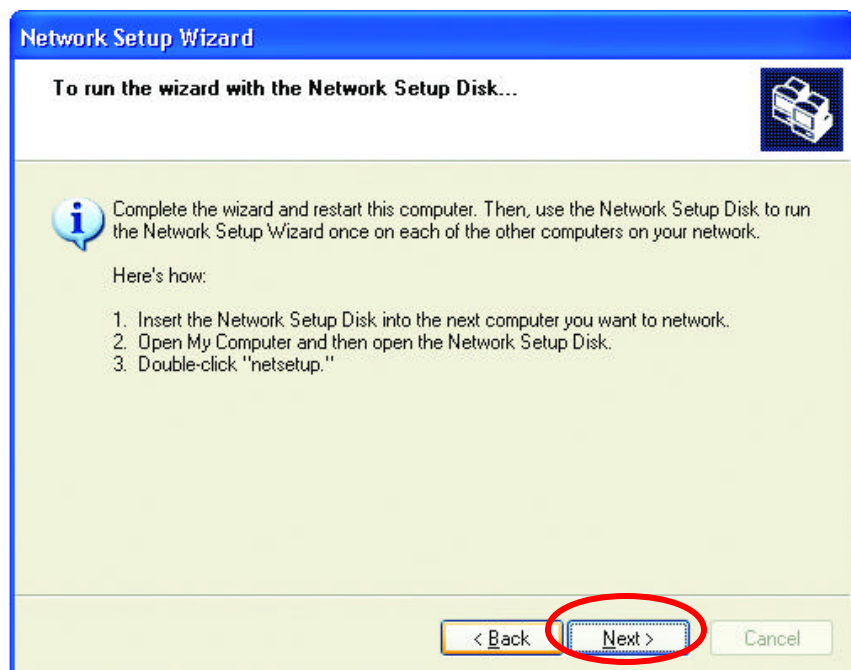 Network Setup Wizard
To run the wizard with the Network Setup Disk...
Complete the wizard and restart this computer. Then, use the Network Setup Disk to run
the Network Setup Wizard once on each of the other computers on your network.
Here's how:
1. Insert the Network Setup Disk into the next computer you want to network.
2. Open My Computer and then open the Network Setup Disk.
3. Double-click "netsetup."
< Back
Next >
Cancel